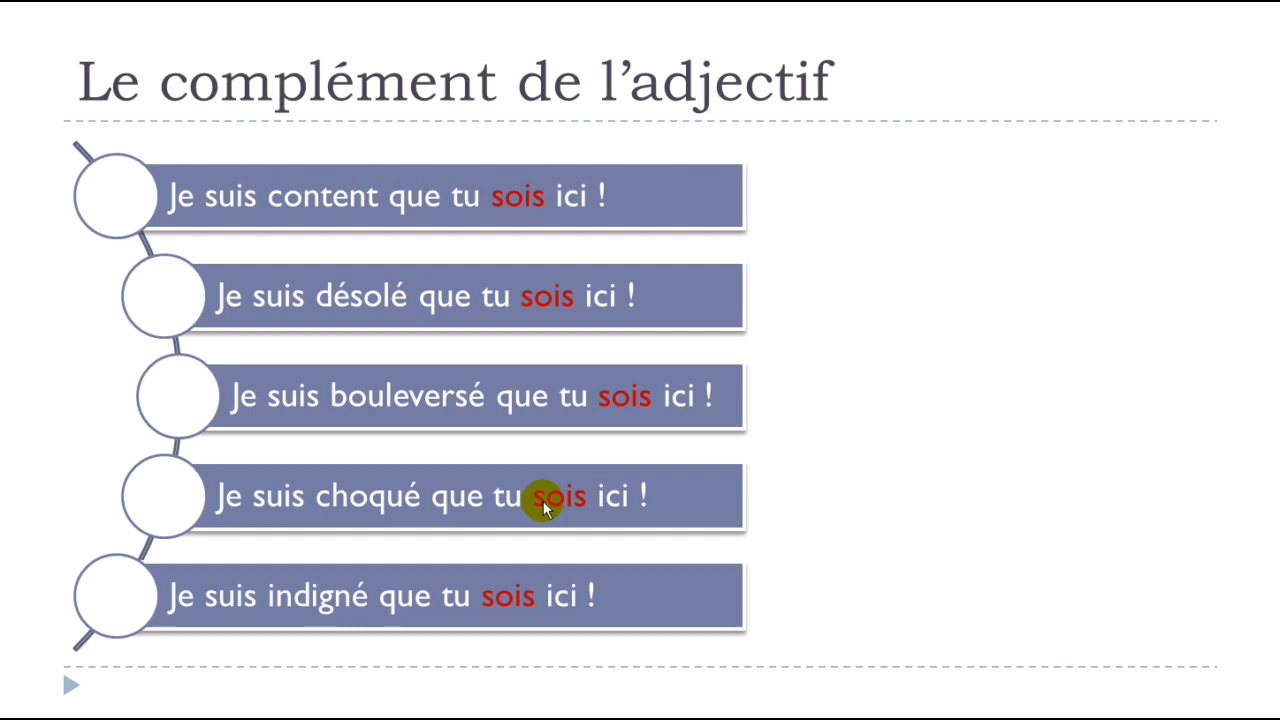 Le complément de l’adjectif
Je suis content que tu sois ici !
Je suis désolé que tu sois ici !
Je suis bouleversé que tu sois ici !
Je suis choqué que tu sois ici !
Je suis indigné que tu sois ici !